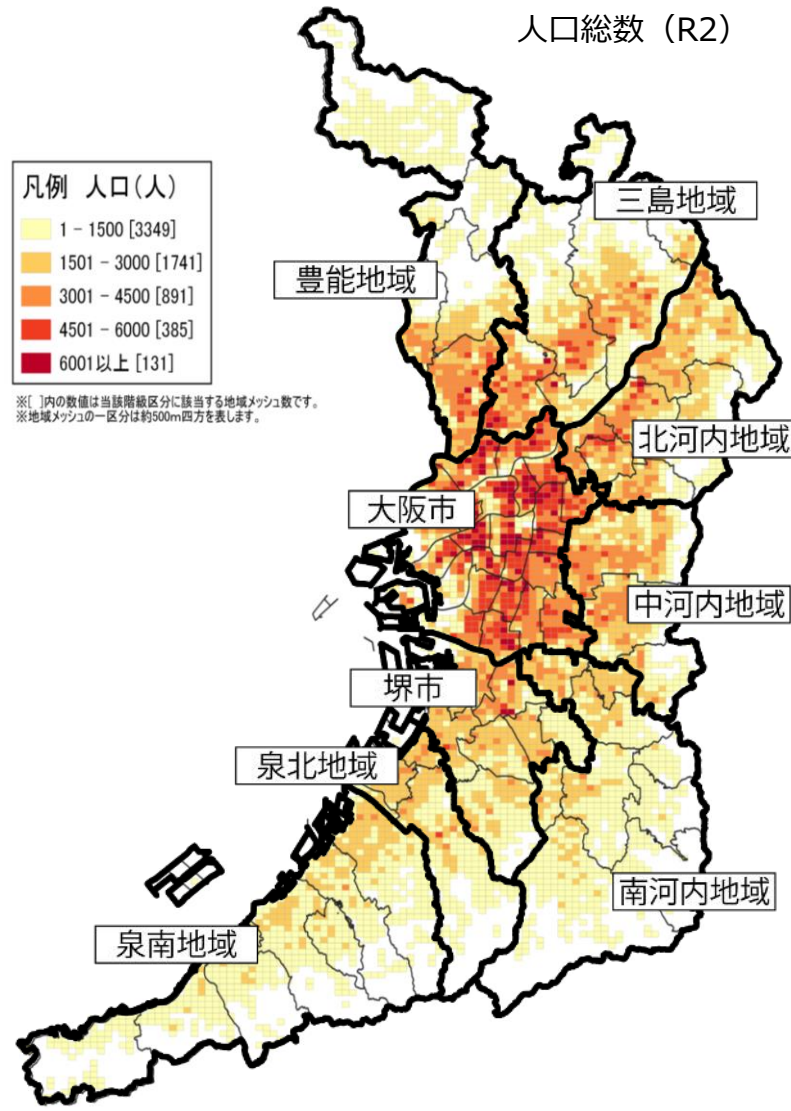 人口総数（R2）
凡例 人口(人)
1 − 1500 [3349]
1501 − 3000 [1741]
3001 − 4500 [891]
4501 − 6000 [385]
6001以上 [131]
※[ ]内の数値は当該階級区分に該当する地域メッシュ数です。
※地域メッシュの一区分は約500m四方を表します。
三島地域
豊能地域
北河内地域
大阪市
中河内地域
堺市
泉北地域
南河内地域
泉南地域